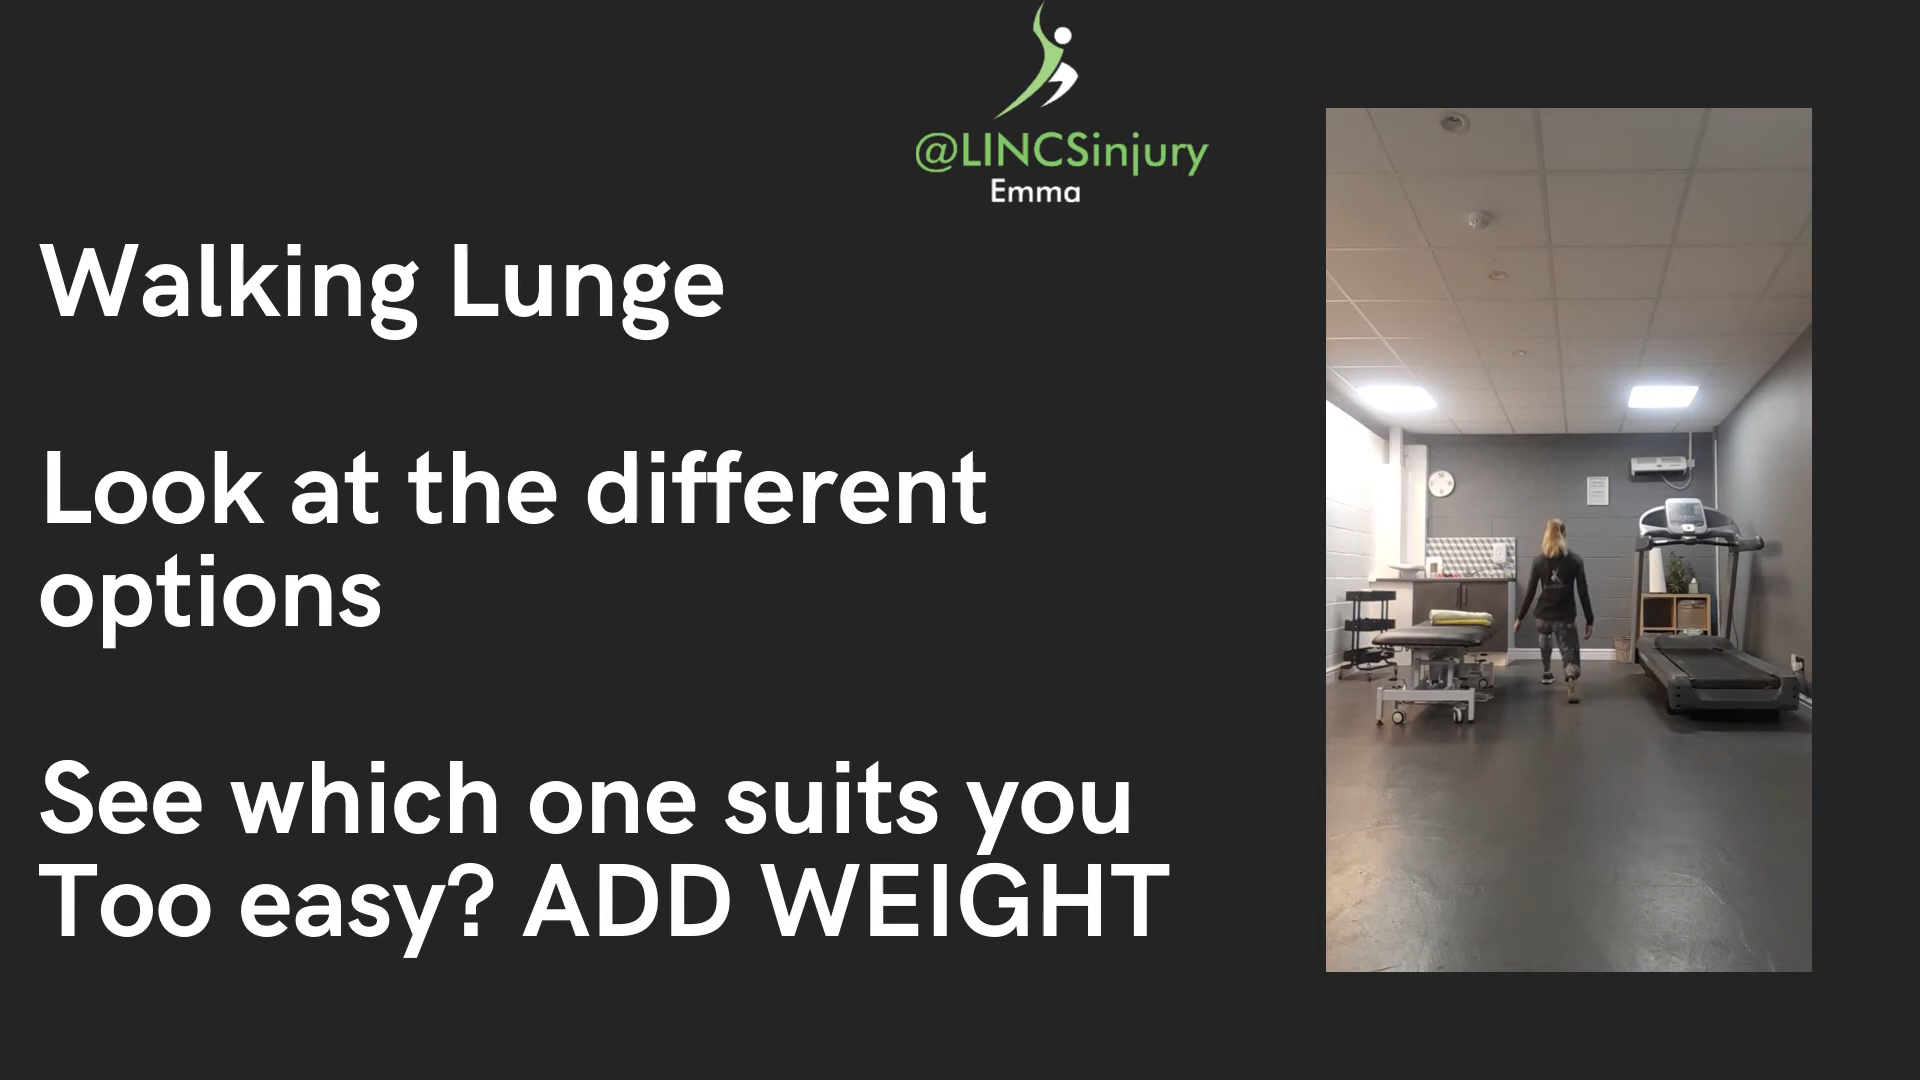 @LINCSinjury
Emma
Walking Lunge
Look at the different
options
See which one suits you
Too easy? ADD WEIGHT